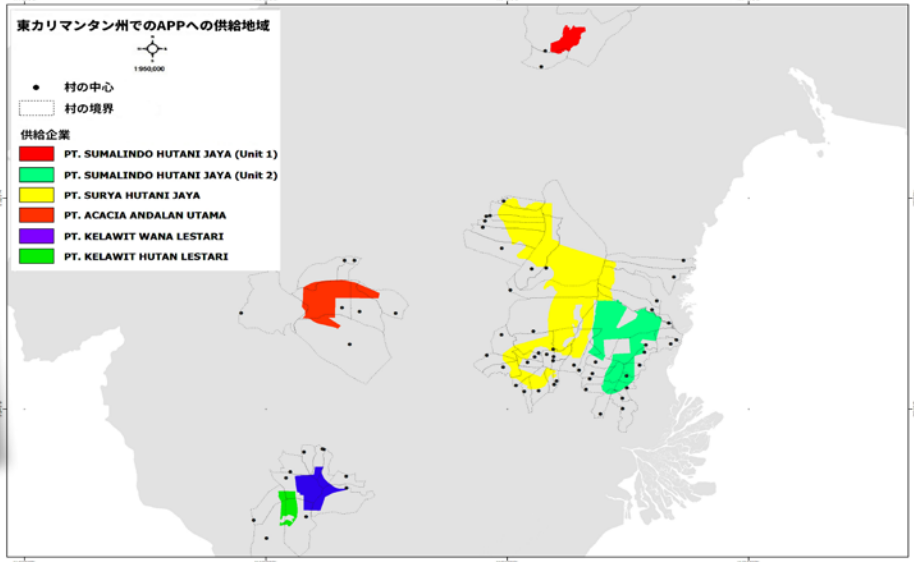 東カリマンタン州でのAPPへの供給地域
1:950,000
村の中心
村の境界
供給企業
PT. SUMALINDO HUTANI JAYA (Unit 1)
PT. SUMALINDO HUTANI JAYA (Unit 2)
PT. SURYA HUTANI JAYA
PT. ACACIA ANDALAN UTAMA
PT. KELAWIT WANA LESTARI
PT. KELAWIT HUTAN LESTARI